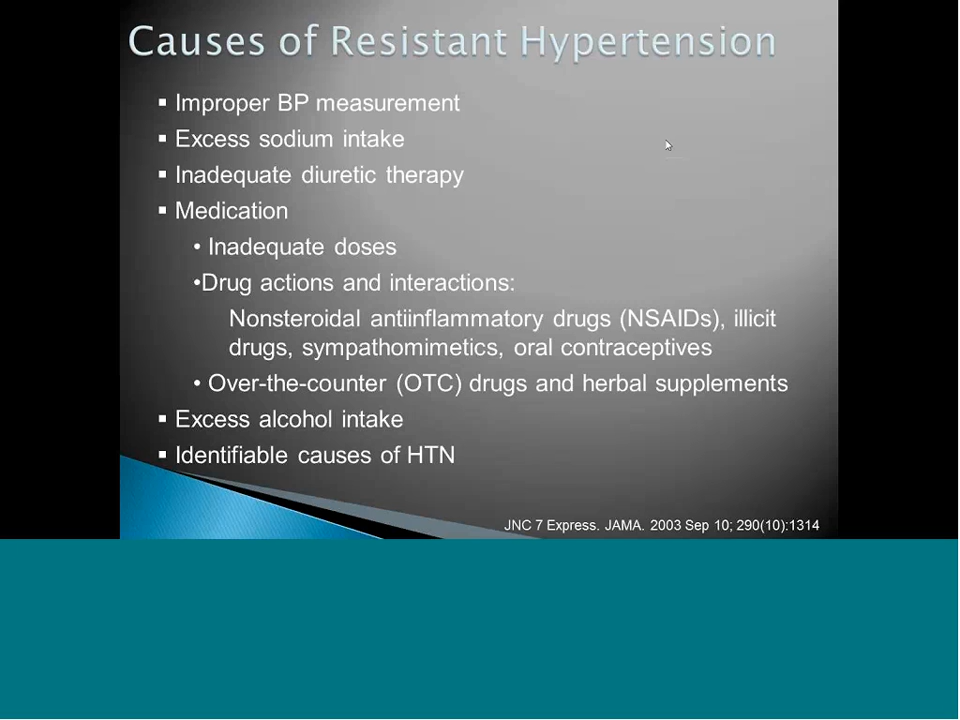 Causes of Resistant Hypertension
▪ Improper BP measurement
▪ Excess sodium intake
▪ Inadequate diuretic therapy
▪ Medication
• Inadequate doses
•Drug actions and interactions:
Nonsteroidal antiinflammatory drugs (NSAIDs), illicit
drugs, sympathomimetics, oral contraceptives
• Over-the-counter (OTC) drugs and herbal supplements
▪ Excess alcohol intake
▪ Identifiable causes of HTN
JNC 7 Express. JAMA. 2003 Sep 10; 290(10):1314